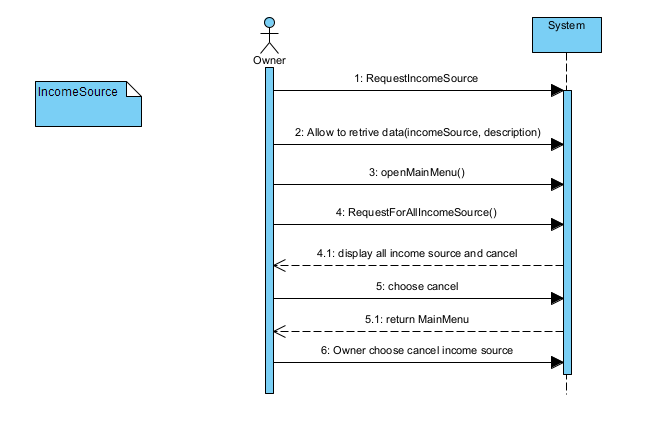 System
Owner
IncomeSource
1: RequestIncomeSource
2: Allow to retrive data(incomeSource, description)
3: openMainMenu()
4: RequestForAllIncomeSource()
4.1: display all income source and cancel
5: choose cancel
5.1: return MainMenu
6: Owner choose cancel income source